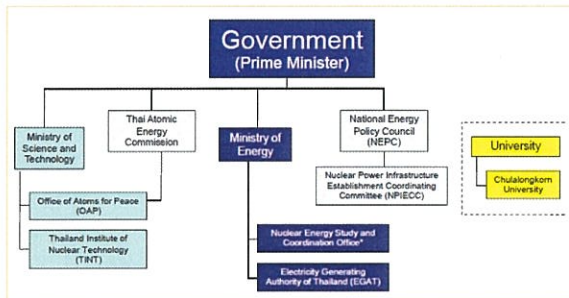 Government
(Prime Minister)
Ministry of
Science and
Technology
Thai Atomic
Energy
Commission
Ministry of
Energy
National Energy
Policy Council
(NEPC)
Nuclear Power Infrastructure
Establishment Coordinating
Committee (NPIECC)
Office of Atoms for Peace
(OAP)
Thailand Institute of
Nuclear Technology
(TINT)
Nuclear Energy Study and
Coordination Office*
Electricity Generating
Authority of Thailand (EGAT)
University
Chulalongkorn
University